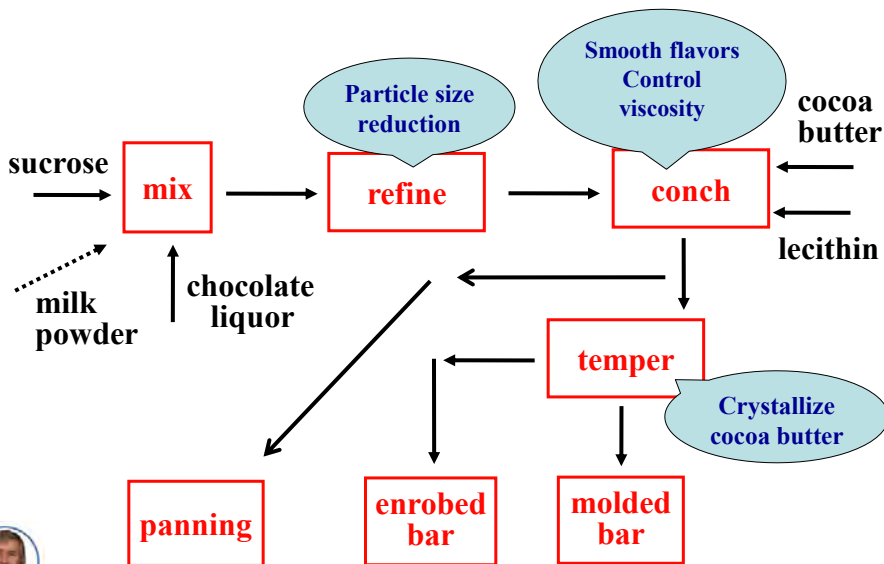 Smooth flavors
Control
viscosity
Particle size
reduction
cocoa
butter
sucrose
mix
refine
conch
lecithin
milk
powder
chocolate
liquor
temper
Crystallize
cocoa butter
panning
enrobed
bar
molded
bar